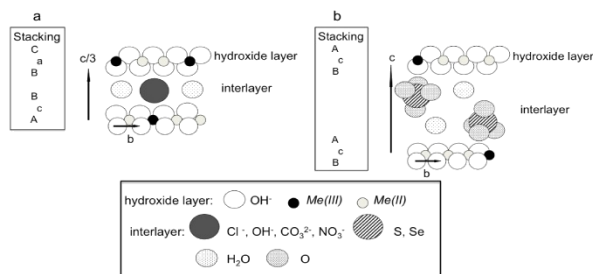 a
Stacking
C
a
B
B
c
A
c/3
hydroxide layer
interlayer
b
b
Stacking
A
c
B
A
c
B
c
hydroxide layer
interlayer
b
hydroxide layer: OH⁻ Me(III) Me(II)
interlayer: Cl⁻, OH⁻, CO₃²⁻, NO₃⁻ S, Se
H₂O O